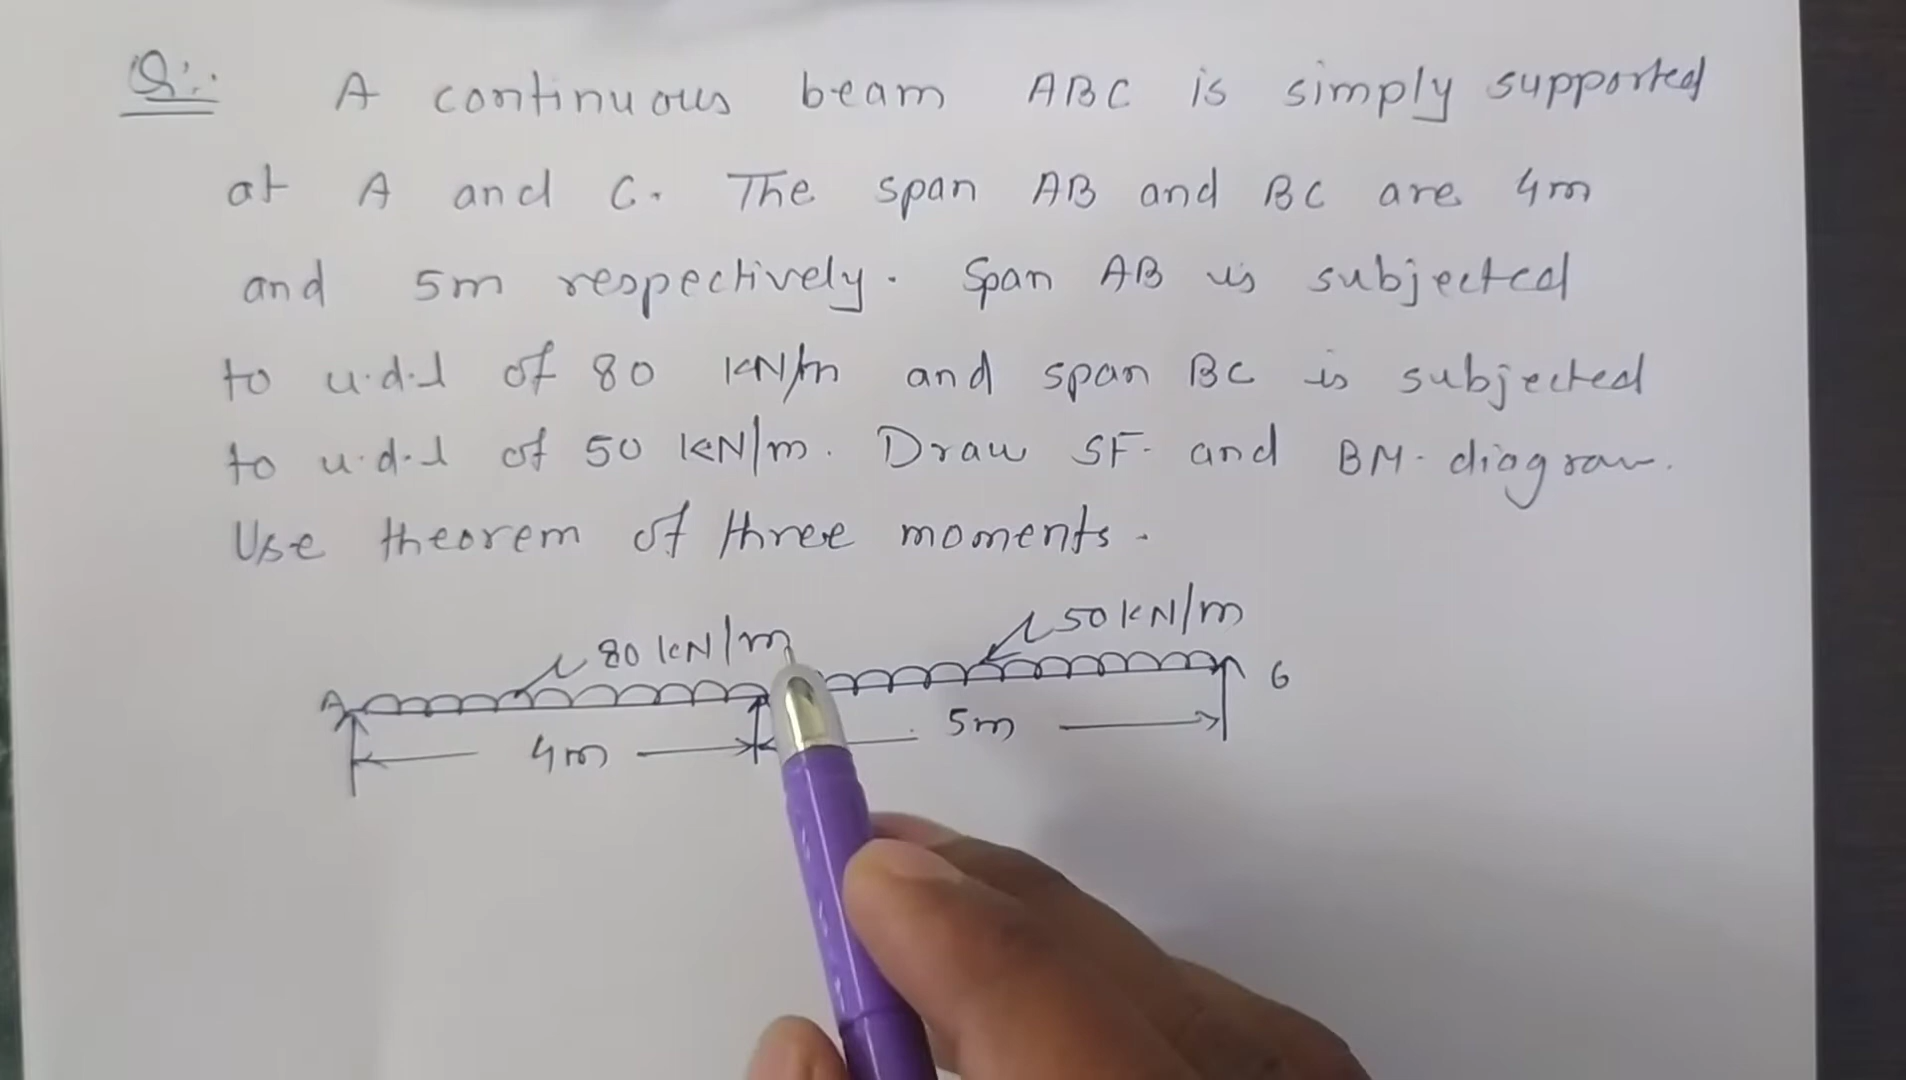 Q:-
A continuous beam ABC is simply supported
at A and C. The span AB and BC are 4m
and 5m respectively. Span AB is subjected
to u.d.l of 80 kN/m and span BC is subjected
to u.d.l of 50 kN/m. Draw SF. and BM. diagram.
Use theorem of three moments.
80 kN/m
50 kN/m
A
C
4m
5m